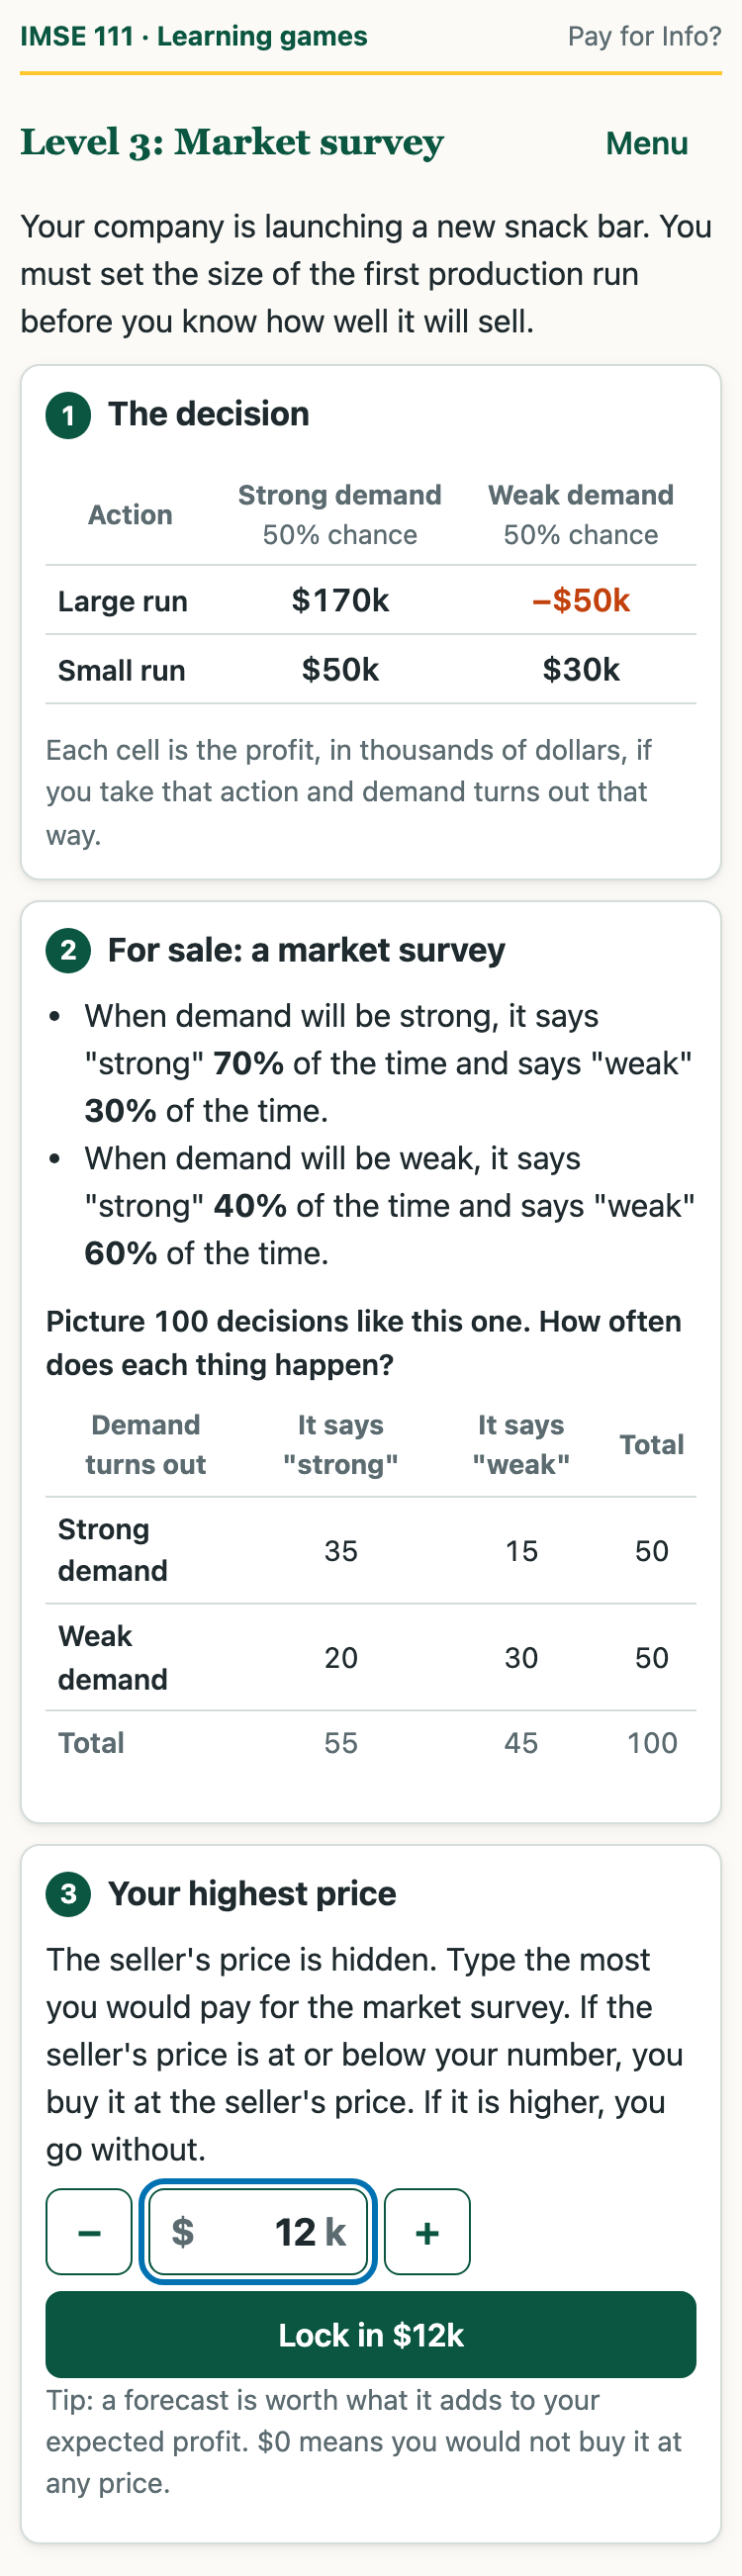 IMSE 111 · Learning games
Pay for Info?
Level 3: Market survey
Menu
Your company is launching a new snack bar. You
must set the size of the first production run
before you know how well it will sell.
1 The decision
Action
Strong demand
50% chance
Weak demand
50% chance
Large run $170k –$50k
Small run $50k $30k
Each cell is the profit, in thousands of dollars, if
you take that action and demand turns out that
way.
2 For sale: a market survey
• When demand will be strong, it says
"strong" 70% of the time and says "weak"
30% of the time.
• When demand will be weak, it says
"strong" 40% of the time and says "weak"
60% of the time.
Picture 100 decisions like this one. How often
does each thing happen?
Demand
turns out
It says
"strong"
It says
"weak"
Total
Strong
demand
35 15 50
Weak
demand
20 30 50
Total 55 45 100
3 Your highest price
The seller's price is hidden. Type the most
you would pay for the market survey. If the
seller's price is at or below your number, you
buy it at the seller's price. If it is higher, you
go without.
− $ 12 k +
Lock in $12k
Tip: a forecast is worth what it adds to your
expected profit. $0 means you would not buy it at
any price.